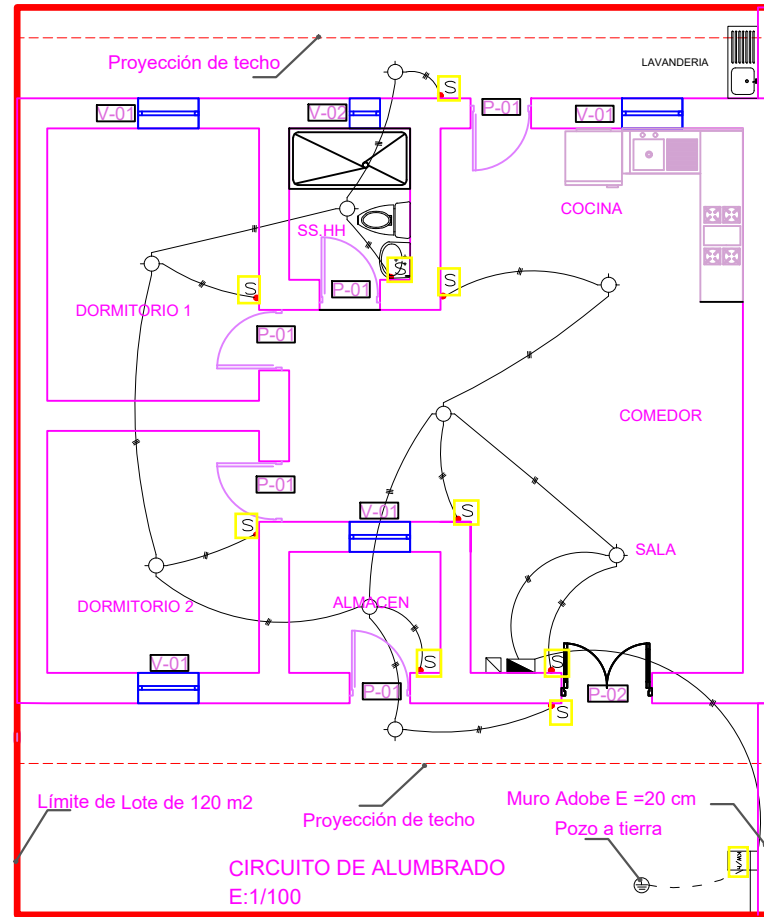 Proyección de techo
LAVANDERIA
S
V-01
V-02
P-01
V-01
COCINA
SS.HH
S
S
S
P-01
DORMITORIO 1
P-01
COMEDOR
P-01
V-01
S
S
SALA
ALMACEN
DORMITORIO 2
V-01
S
S
P-01
P-02
S
Límite de Lote de 120 m2
Muro Adobe E =20 cm
Proyección de techo
Pozo a tierra
CIRCUITO DE ALUMBRADO
E:1/100